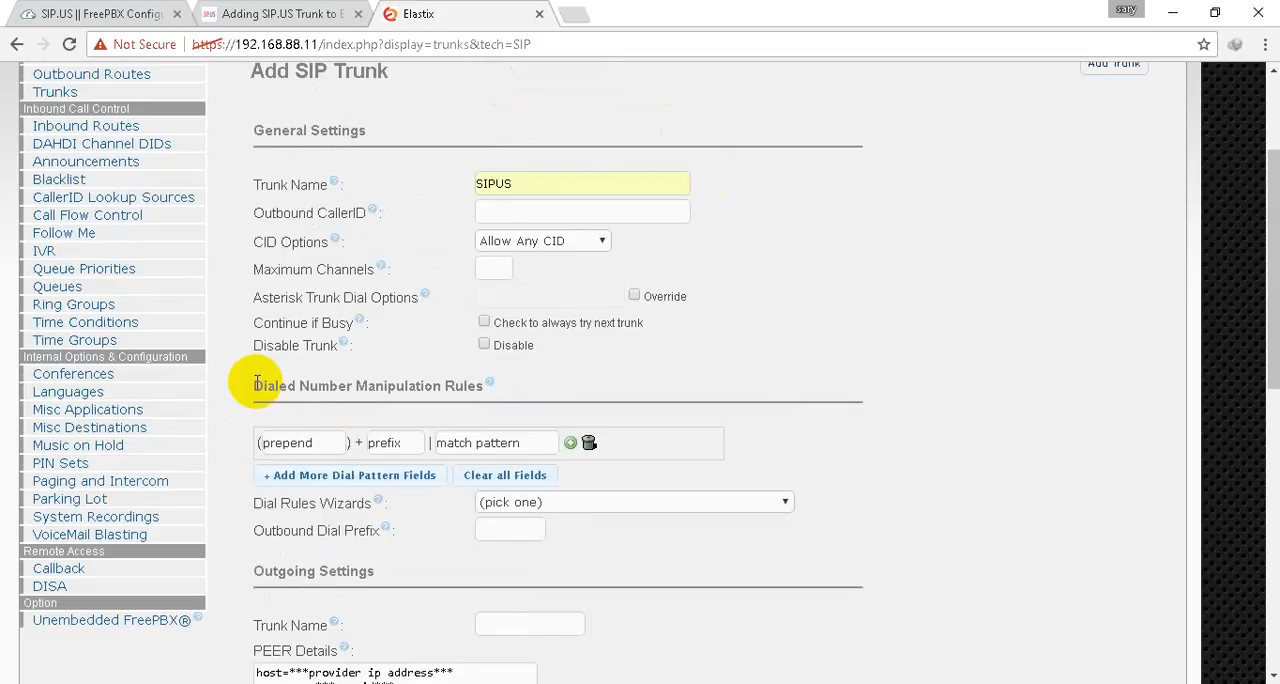 SIP.US || FreePBX Configu
Adding SIP.US Trunk to E
Elastix
sary
Not Secure
https://192.168.88.11/index.php?display=trunks&tech=SIP
Outbound Routes
Trunks
Inbound Call Control
Inbound Routes
DAHDI Channel DIDs
Announcements
Blacklist
CallerID Lookup Sources
Call Flow Control
Follow Me
IVR
Queue Priorities
Queues
Ring Groups
Time Conditions
Time Groups
Internal Options & Configuration
Conferences
Languages
Misc Applications
Misc Destinations
Music on Hold
PIN Sets
Paging and Intercom
Parking Lot
System Recordings
VoiceMail Blasting
Remote Access
Callback
DISA
Option
Unembedded FreePBX®
Add SIP Trunk
Add Trunk
General Settings
Trunk Name : SIPUS
Outbound CallerID :
CID Options : Allow Any CID
Maximum Channels :
Asterisk Trunk Dial Options : Override
Continue if Busy : Check to always try next trunk
Disable Trunk : Disable
Dialed Number Manipulation Rules
(prepend ) + prefix | match pattern
+ Add More Dial Pattern Fields Clear all Fields
Dial Rules Wizards : (pick one)
Outbound Dial Prefix :
Outgoing Settings
Trunk Name :
PEER Details :
host=***provider ip address***